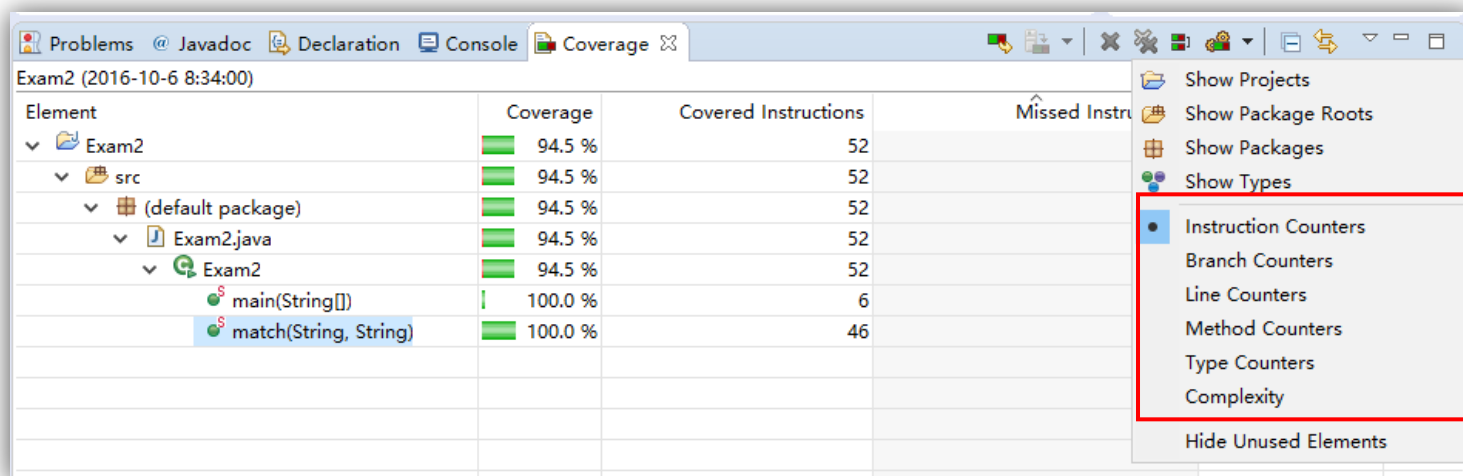 Problems @ Javadoc Declaration Console Coverage
Exam2 (2016-10-6 8:34:00)
Element Coverage Covered Instructions Missed Instru
Exam2 94.5 % 52
src 94.5 % 52
(default package) 94.5 % 52
Exam2.java 94.5 % 52
Exam2 94.5 % 52
main(String[]) 100.0 % 6
match(String, String) 100.0 % 46
Show Projects
Show Package Roots
Show Packages
Show Types
Instruction Counters
Branch Counters
Line Counters
Method Counters
Type Counters
Complexity
Hide Unused Elements